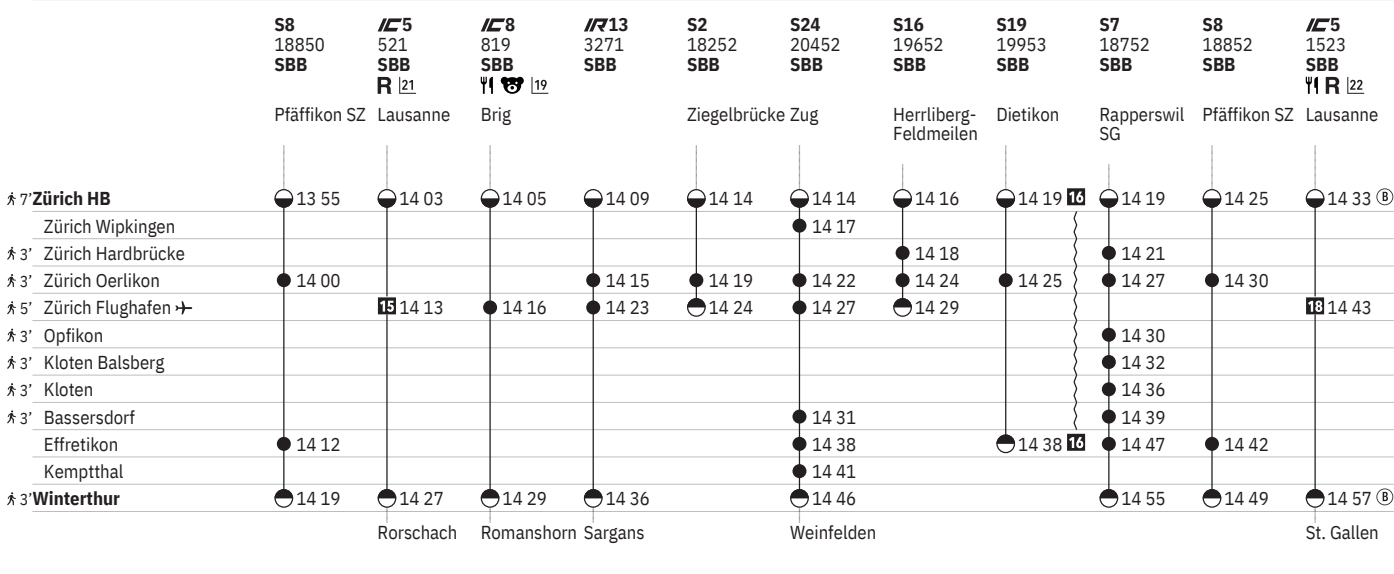 S8 IC5 IC8 IR13 S2 S24 S16 S19 S7 S8 IC5
18850 521 819 3271 18252 20452 19652 19953 18752 18852 1523
SBB SBB SBB SBB SBB SBB SBB SBB SBB SBB SBB
R 21 19 R 22
Pfäffikon SZ Lausanne Brig Ziegelbrücke Zug Herrliberg- Dietikon Rapperswil Pfäffikon SZ Lausanne
Feldmeilen SG
7’ Zürich HB 13 55 14 03 14 05 14 09 14 14 14 14 14 16 14 19 16 14 19 14 25 14 33 B
Zürich Wipkingen 14 17
3’ Zürich Hardbrücke 14 18 14 21
3’ Zürich Oerlikon 14 00 14 15 14 19 14 22 14 24 14 25 14 27 14 30
5’ Zürich Flughafen 15 14 13 14 16 14 23 14 24 14 27 14 29 18 14 43
3’ Opfikon 14 30
3’ Kloten Balsberg 14 32
3’ Kloten 14 36
3’ Bassersdorf 14 31 14 39
Effretikon 14 12 14 38 14 38 16 14 47 14 42
Kemptthal 14 41
3’ Winterthur 14 19 14 27 14 29 14 36 14 46 14 55 14 49 14 57 B
Rorschach Romanshorn Sargans Weinfelden St. Gallen